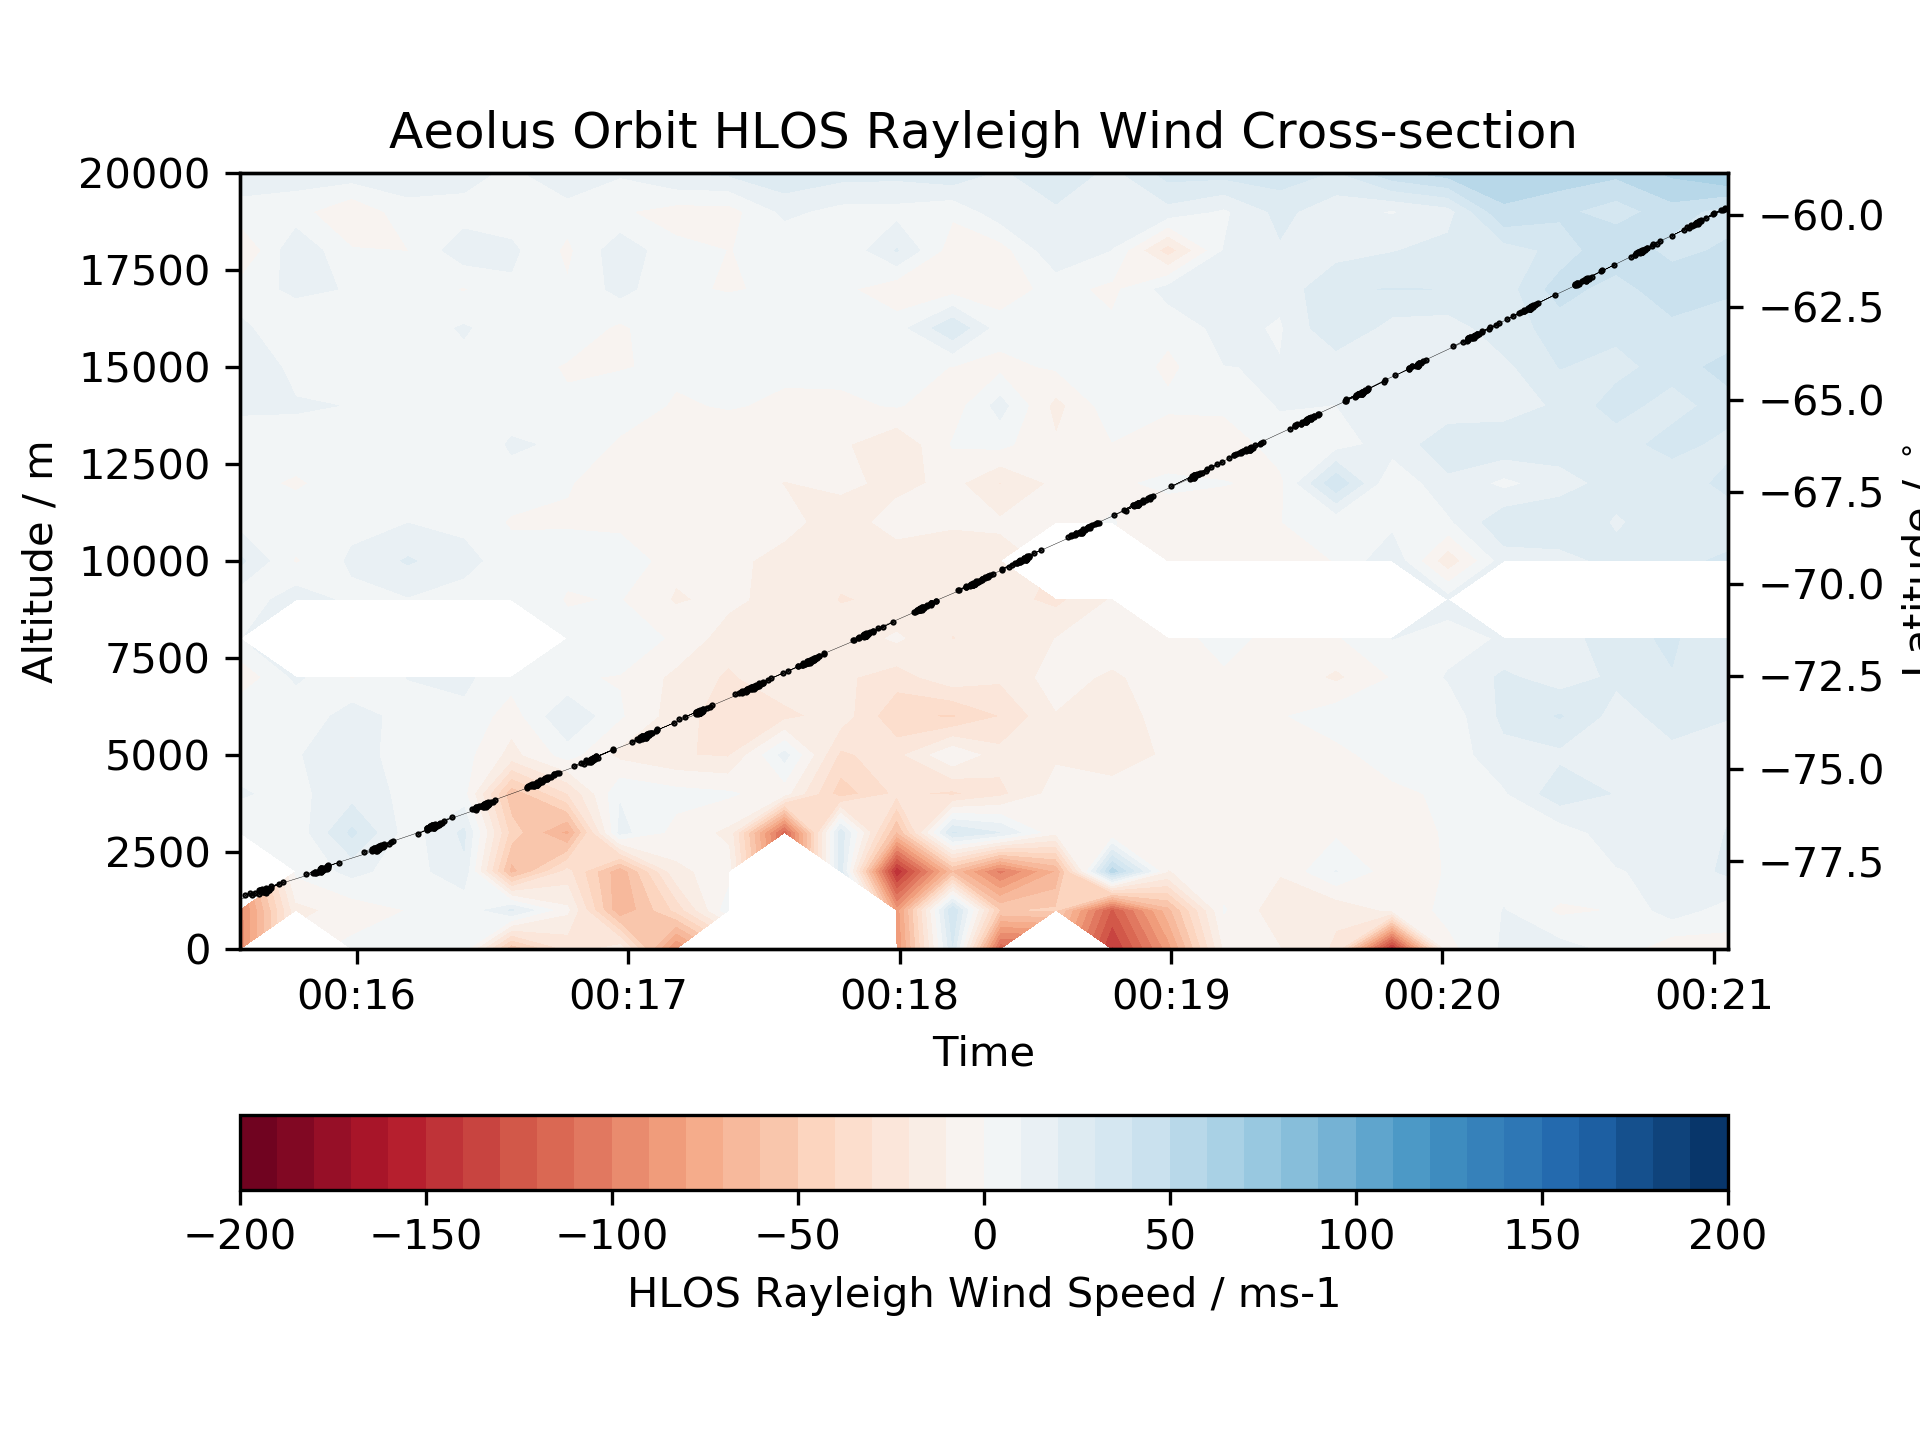 Aeolus Orbit HLOS Rayleigh Wind Cross-section
20000
17500
15000
12500
10000
7500
5000
2500
0
Altitude / m
−60.0
−62.5
−65.0
−67.5
−70.0
−72.5
−75.0
−77.5
Latitude / °
00:16 00:17 00:18 00:19 00:20 00:21
Time
−200 −150 −100 −50 0 50 100 150 200
HLOS Rayleigh Wind Speed / ms-1